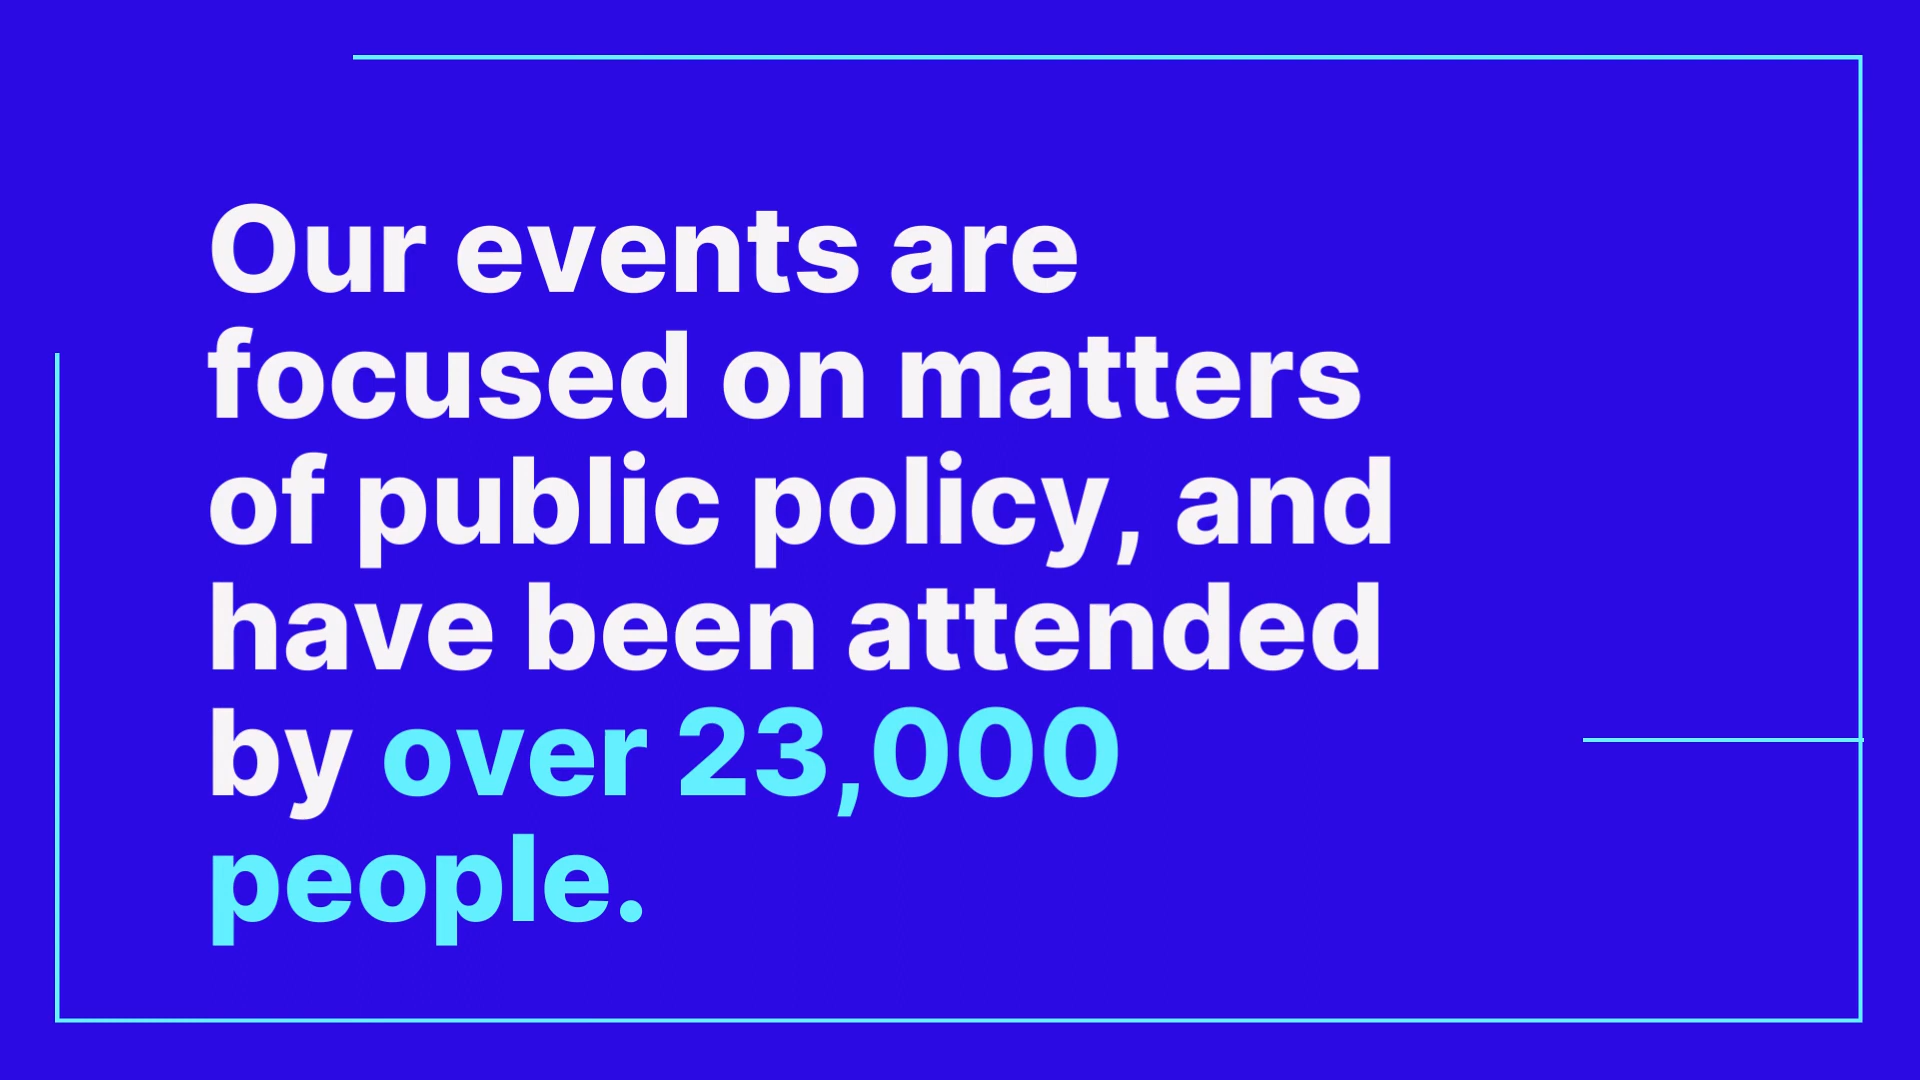 Our events are
focused on matters
of public policy, and
have been attended
by over 23,000
people.